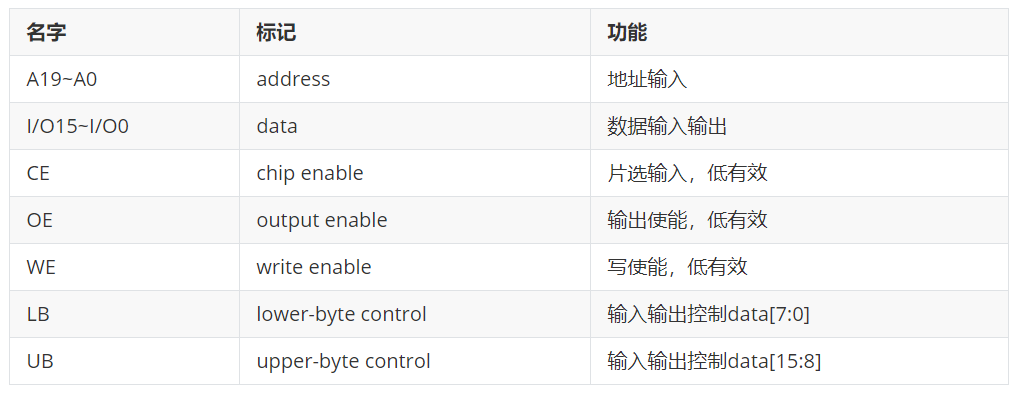 名字 标记 功能
A19~A0 address 地址输入
I/O15~I/O0 data 数据输入输出
CE chip enable 片选输入，低有效
OE output enable 输出使能，低有效
WE write enable 写使能，低有效
LB lower-byte control 输入输出控制data[7:0]
UB upper-byte control 输入输出控制data[15:8]